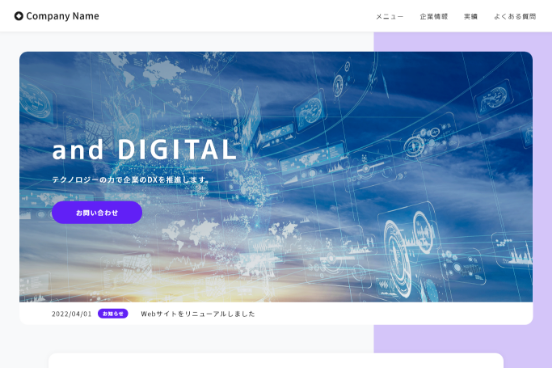 Company Name
メニュー 企業情報 実績 よくある質問
and DIGITAL
テクノロジーの力で企業のDXを推進します。
お問い合わせ
2022/04/01 お知らせ Webサイトをリニューアルしました